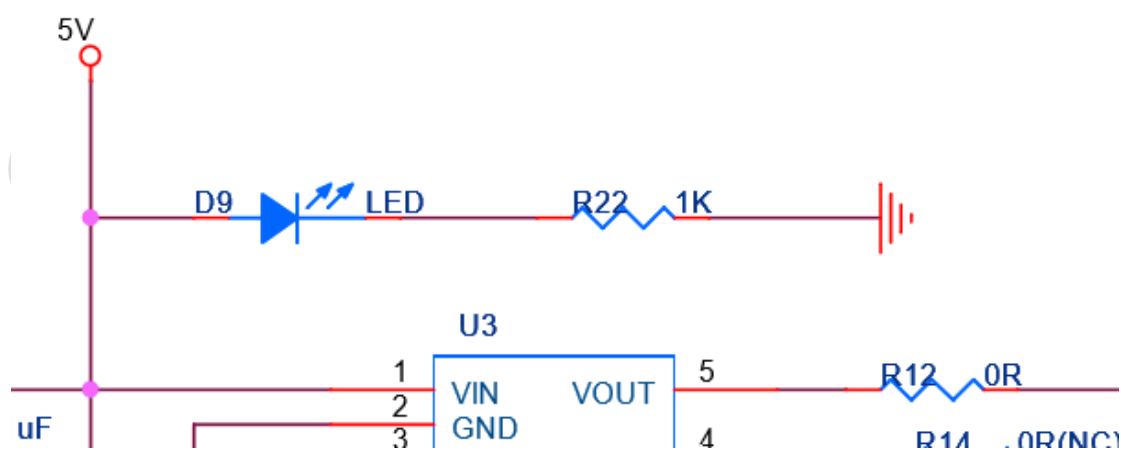 5V
D9 LED R22 1K
U3
1 VIN VOUT 5 R12 0R
2 GND
uF 3 4 R14 0R(NC)